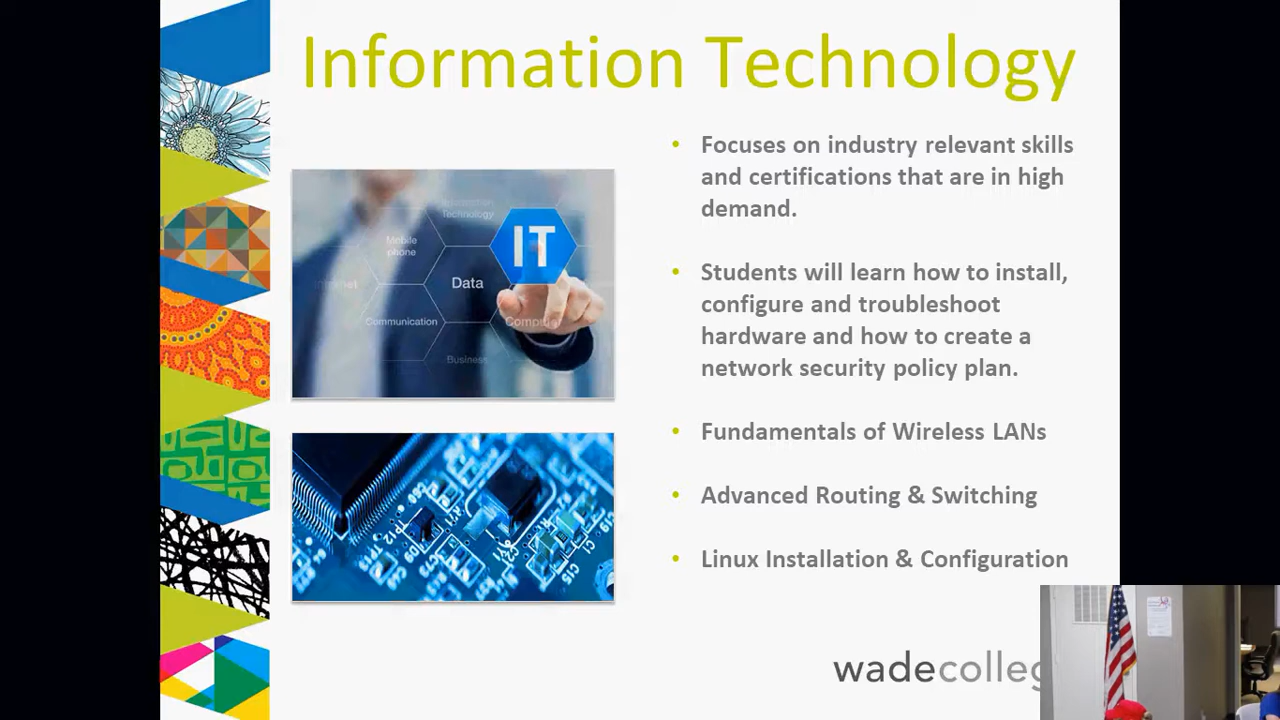 Information Technology
• Focuses on industry relevant skills
and certifications that are in high
demand.
• Students will learn how to install,
configure and troubleshoot
hardware and how to create a
network security policy plan.
• Fundamentals of Wireless LANs
• Advanced Routing & Switching
• Linux Installation & Configuration
Information
Technology
IT
Mobile
phone
Internet
Data
Communication
Computer
Business
wadecolleg